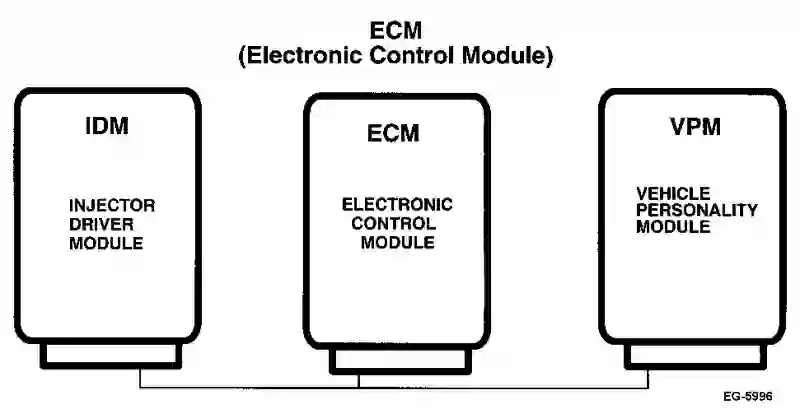 ECM
(Electronic Control Module)
IDM
INJECTOR
DRIVER
MODULE
ECM
ELECTRONIC
CONTROL
MODULE
VPM
VEHICLE
PERSONALITY
MODULE
EG-5996